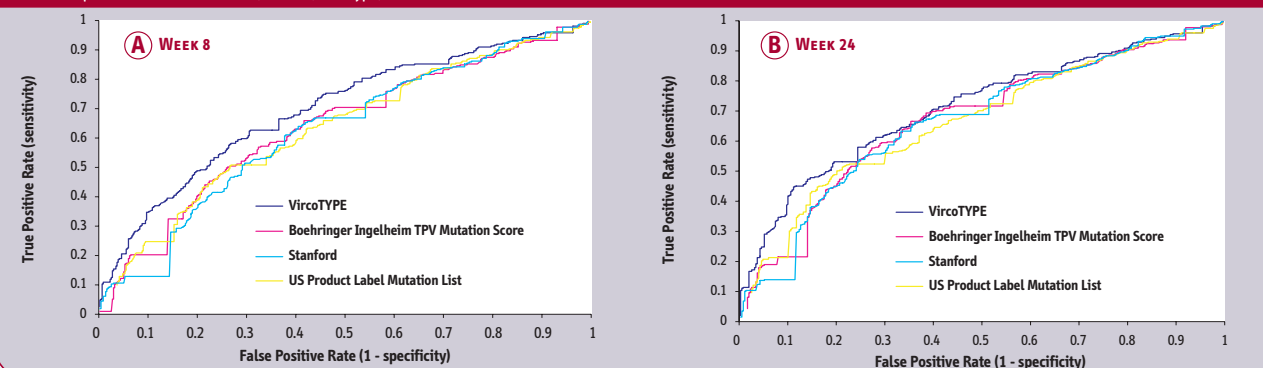 A WEEK 8
True Positive Rate (sensitivity)
1
0.9
0.8
0.7
0.6
0.5
0.4
0.3
0.2
0.1
0
VircoTYPE
Boehringer Ingelheim TPV Mutation Score
Stanford
US Product Label Mutation List
0 0.1 0.2 0.3 0.4 0.5 0.6 0.7 0.8 0.9 1
False Positive Rate (1 - specificity)
B WEEK 24
True Positive Rate (sensitivity)
1
0.9
0.8
0.7
0.6
0.5
0.4
0.3
0.2
0.1
0
VircoTYPE
Boehringer Ingelheim TPV Mutation Score
Stanford
US Product Label Mutation List
0 0.1 0.2 0.3 0.4 0.5 0.6 0.7 0.8 0.9 1
False Positive Rate (1 - specificity)